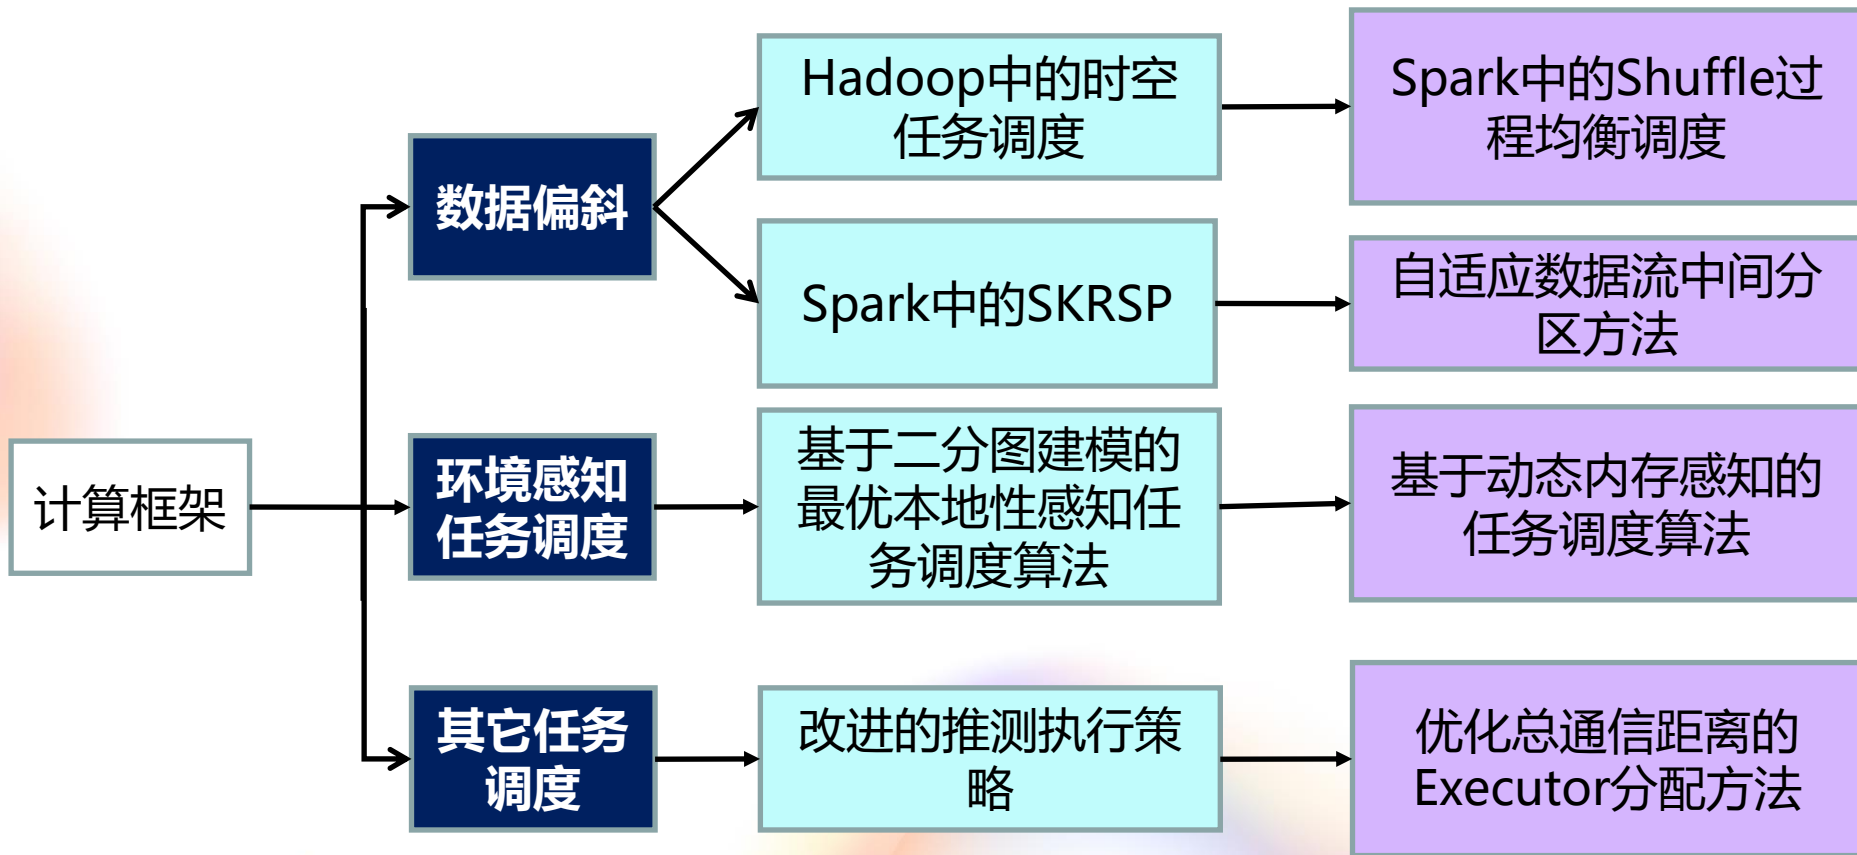 计算框架
数据偏斜
Hadoop中的时空
任务调度
Spark中的Shuffle过
程均衡调度
Spark中的SKRSP
自适应数据流中间分
区方法
环境感知
任务调度
基于二分图建模的
最优本地性感知任
务调度算法
基于动态内存感知的
任务调度算法
其它任务
调度
改进的推测执行策
略
优化总通信距离的
Executor分配方法